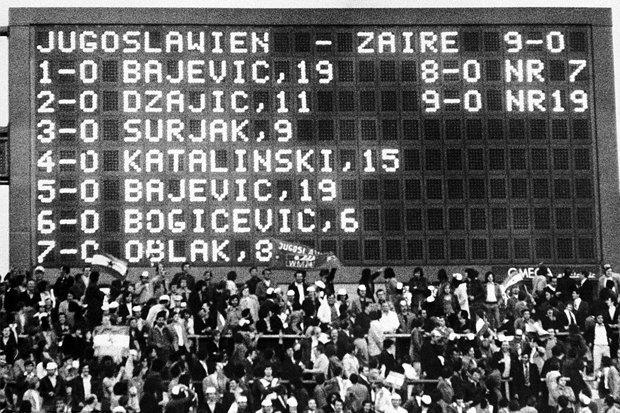 JUGOSLAWIEN - ZAIRE 9-0
1-0 BAJEVIC,19 8-0 NR 7
2-0 DZAJIC,11 9-0 NR19
3-0 SURJAK,9
4-0 KATALINSKI,15
5-0 BAJEVIC,19
6-0 BOGICEVIC,6
7-0 OBLAK,8
JUGOSLA
OMEGA